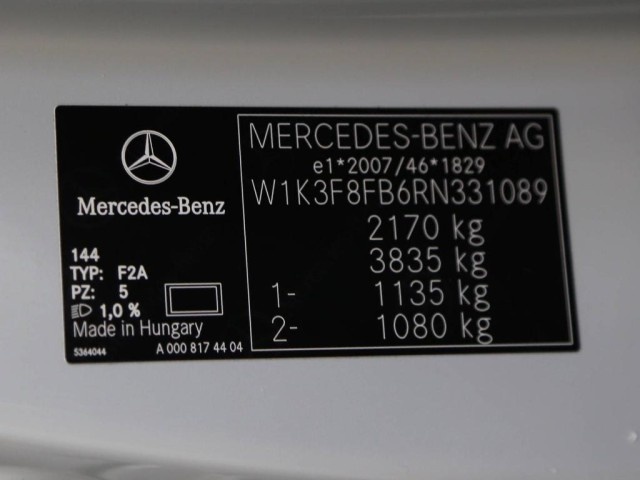 Mercedes-Benz
144
TYP: F2A
PZ: 5
1,0 %
Made in Hungary
5364044 A 000 817 44 04
MERCEDES-BENZ AG
e1*2007/46*1829
W1K3F8FB6RN331089
2170 kg
3835 kg
1- 1135 kg
2- 1080 kg